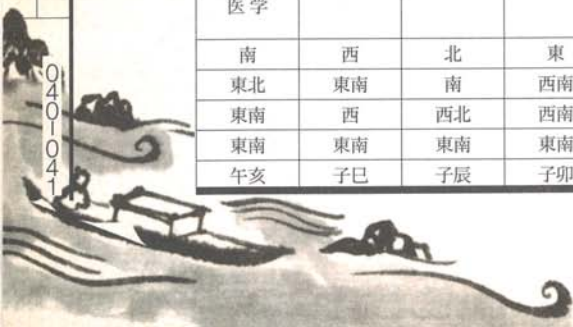 医学
南 西 北 東
東北 東南 南 西南
東南 西 西北 西南
東南 東南 東南 東南
午亥 子巳 子辰 子卯
040-041